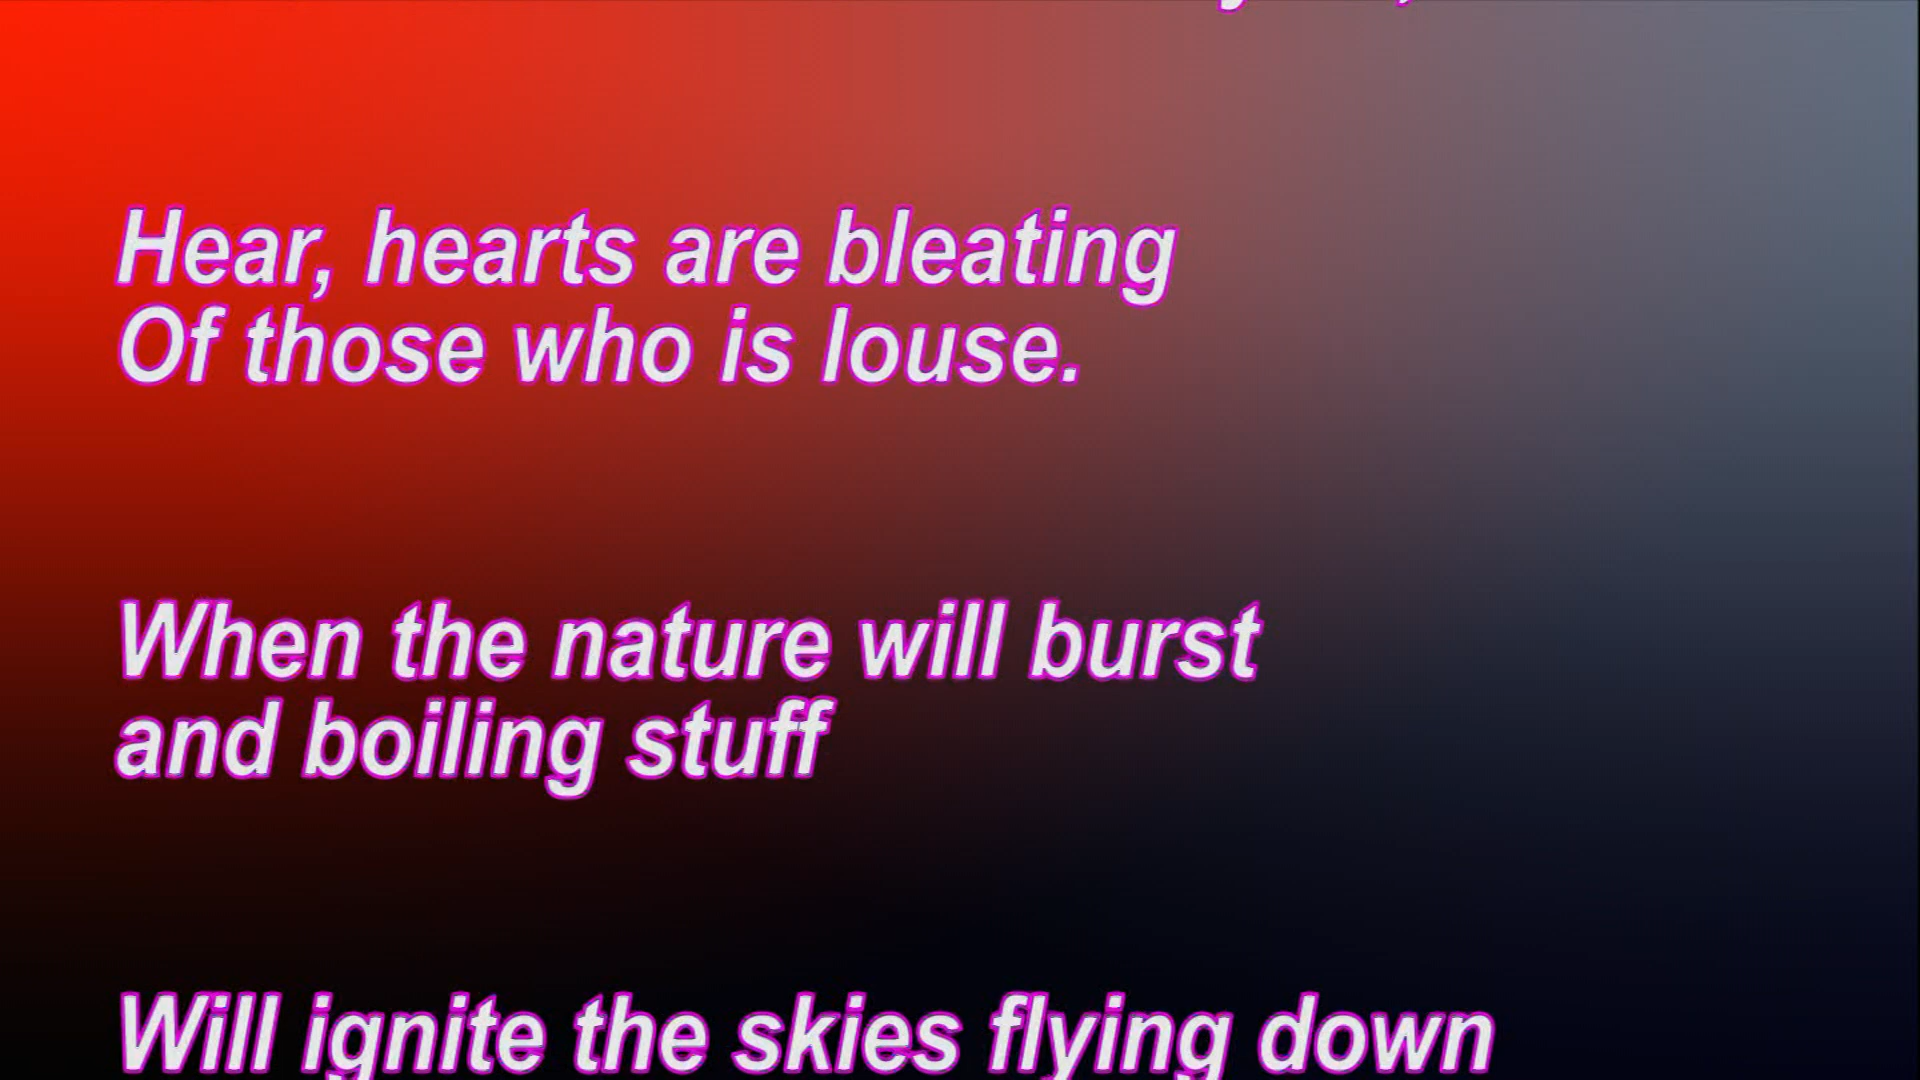 Hear, hearts are bleating
Of those who is louse.
When the nature will burst
and boiling stuff
Will ignite the skies flying down